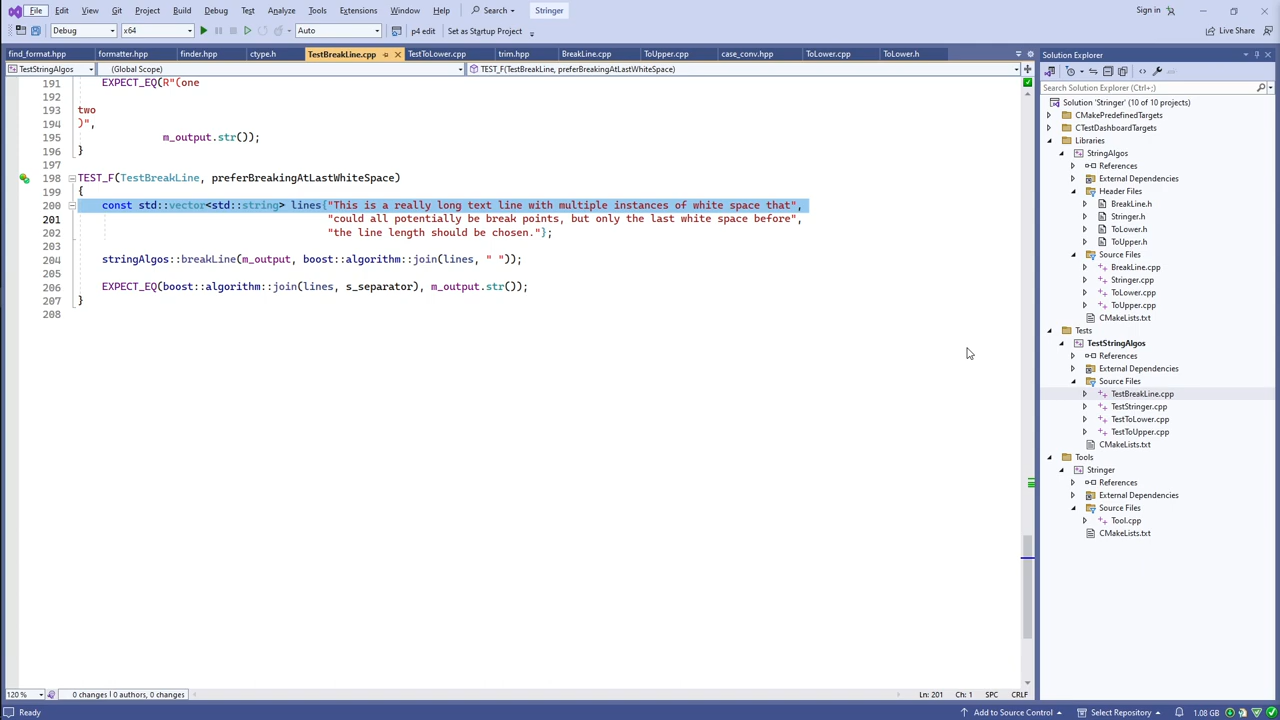 File Edit View Git Project Build Debug Test Analyze Tools Extensions Window Help Search Stringer Sign in
Debug x64 Auto p4 edit Set as Startup Project Live Share
find_format.hpp formatter.hpp finder.hpp ctype.h TestBreakLine.cpp TestToLower.cpp trim.hpp BreakLine.cpp ToUpper.cpp case_conv.hpp ToLower.cpp ToLower.h
TestStringAlgos (Global Scope) TEST_F(TestBreakLine, preferBreakingAtLastWhiteSpace)
191 EXPECT_EQ(R"(one
192
193 two
194 )",
195 m_output.str());
196 }
197
198 TEST_F(TestBreakLine, preferBreakingAtLastWhiteSpace)
199 {
200 const std::vector<std::string> lines{"This is a really long text line with multiple instances of white space that",
201 "could all potentially be break points, but only the last white space before",
202 "the line length should be chosen."};
203
204 stringAlgos::breakLine(m_output, boost::algorithm::join(lines, " "));
205
206 EXPECT_EQ(boost::algorithm::join(lines, s_separator), m_output.str());
207 }
208
120 % 0 changes | 0 authors, 0 changes Ln: 201 Ch: 1 SPC CRLF
Solution Explorer
Search Solution Explorer (Ctrl+;)
Solution 'Stringer' (10 of 10 projects)
CMakePredefinedTargets
CTestDashboardTargets
Libraries
StringAlgos
References
External Dependencies
Header Files
BreakLine.h
Stringer.h
ToLower.h
ToUpper.h
Source Files
BreakLine.cpp
Stringer.cpp
ToLower.cpp
ToUpper.cpp
CMakeLists.txt
Tests
TestStringAlgos
References
External Dependencies
Source Files
TestBreakLine.cpp
TestStringer.cpp
TestToLower.cpp
TestToUpper.cpp
CMakeLists.txt
Tools
Stringer
References
External Dependencies
Source Files
Tool.cpp
CMakeLists.txt
Ready Add to Source Control Select Repository 1.08 GB